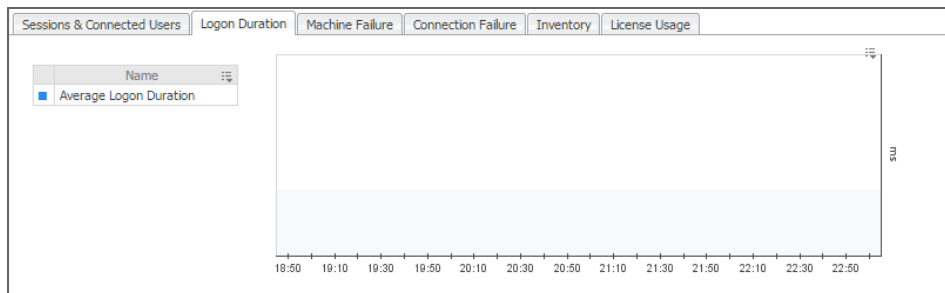 Sessions & Connected Users Logon Duration Machine Failure Connection Failure Inventory License Usage
Name
Average Logon Duration
ms
18:50 19:10 19:30 19:50 20:10 20:30 20:50 21:10 21:30 21:50 22:10 22:30 22:50